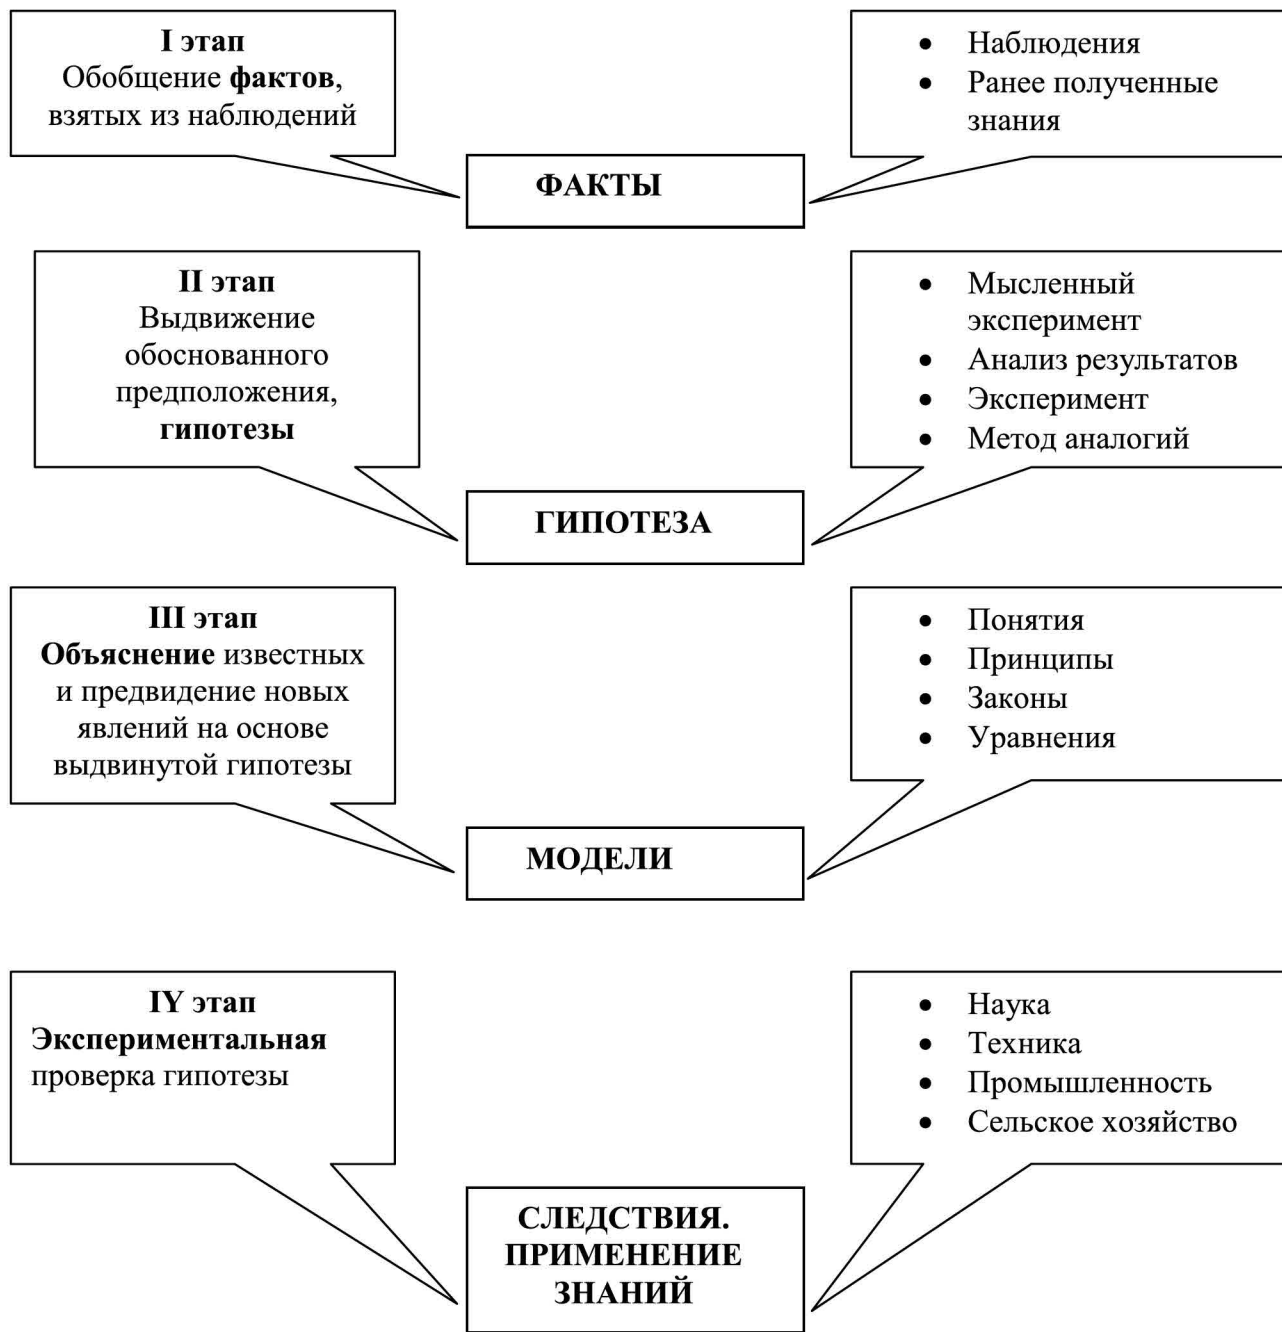 I этап
Обобщение фактов,
взятых из наблюдений
• Наблюдения
• Ранее полученные
знания
ФАКТЫ
II этап
Выдвижение
обоснованного
предположения,
гипотезы
• Мысленный
эксперимент
• Анализ результатов
• Эксперимент
• Метод аналогий
ГИПОТЕЗА
III этап
Объяснение известных
и предвидение новых
явлений на основе
выдвинутой гипотезы
• Понятия
• Принципы
• Законы
• Уравнения
МОДЕЛИ
IY этап
Экспериментальная
проверка гипотезы
• Наука
• Техника
• Промышленность
• Сельское хозяйство
СЛЕДСТВИЯ.
ПРИМЕНЕНИЕ
ЗНАНИЙ